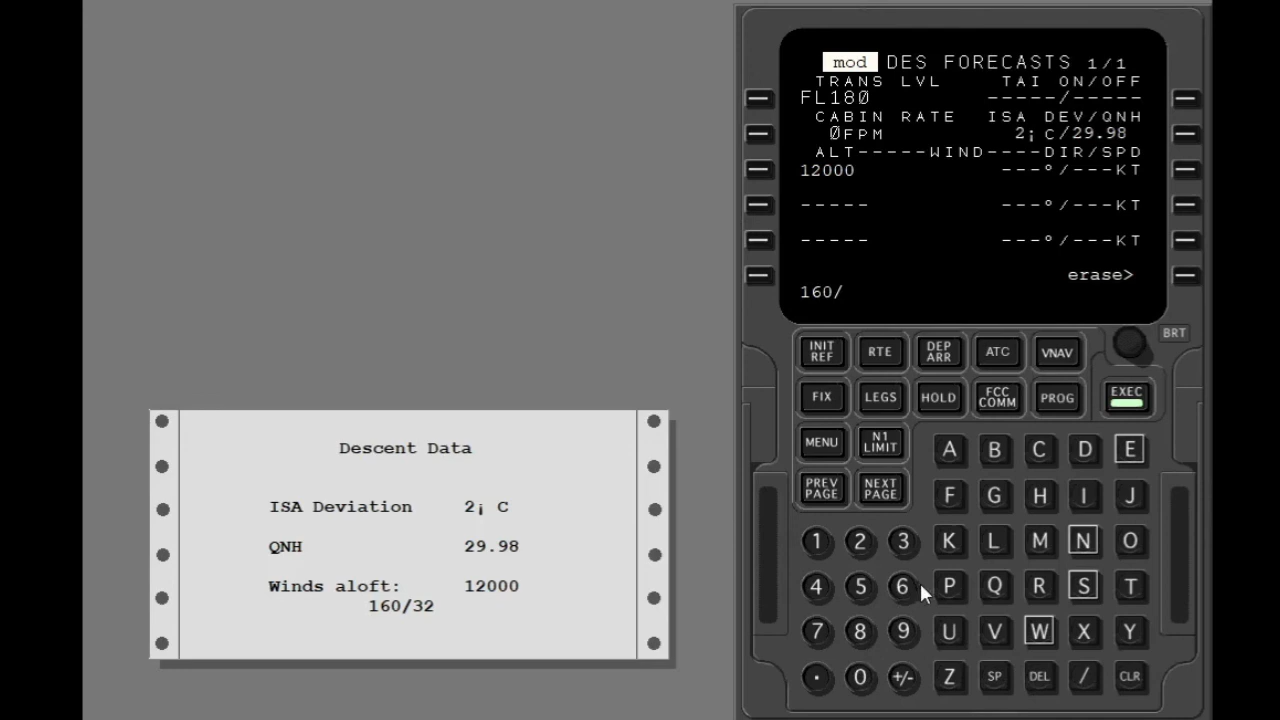 mod DES FORECASTS 1/1
TRANS LVL TAI ON/OFF
FL180 -----/-----
CABIN RATE ISA DEV/QNH
0FPM 2¡ C/29.98
ALT-----WIND----DIR/SPD
12000 ---°/---KT
----- ---°/---KT
----- ---°/---KT
erase>
160/
BRT
INIT REF RTE DEP ARR ATC VNAV
FIX LEGS HOLD FCC COMM PROG EXEC
MENU N1 LIMIT A B C D E
PREV PAGE NEXT PAGE F G H I J
1 2 3 K L M N O
4 5 6 P Q R S T
7 8 9 U V W X Y
. 0 +/- Z SP DEL / CLR
Descent Data
ISA Deviation 2¡ C
QNH 29.98
Winds aloft: 12000
160/32